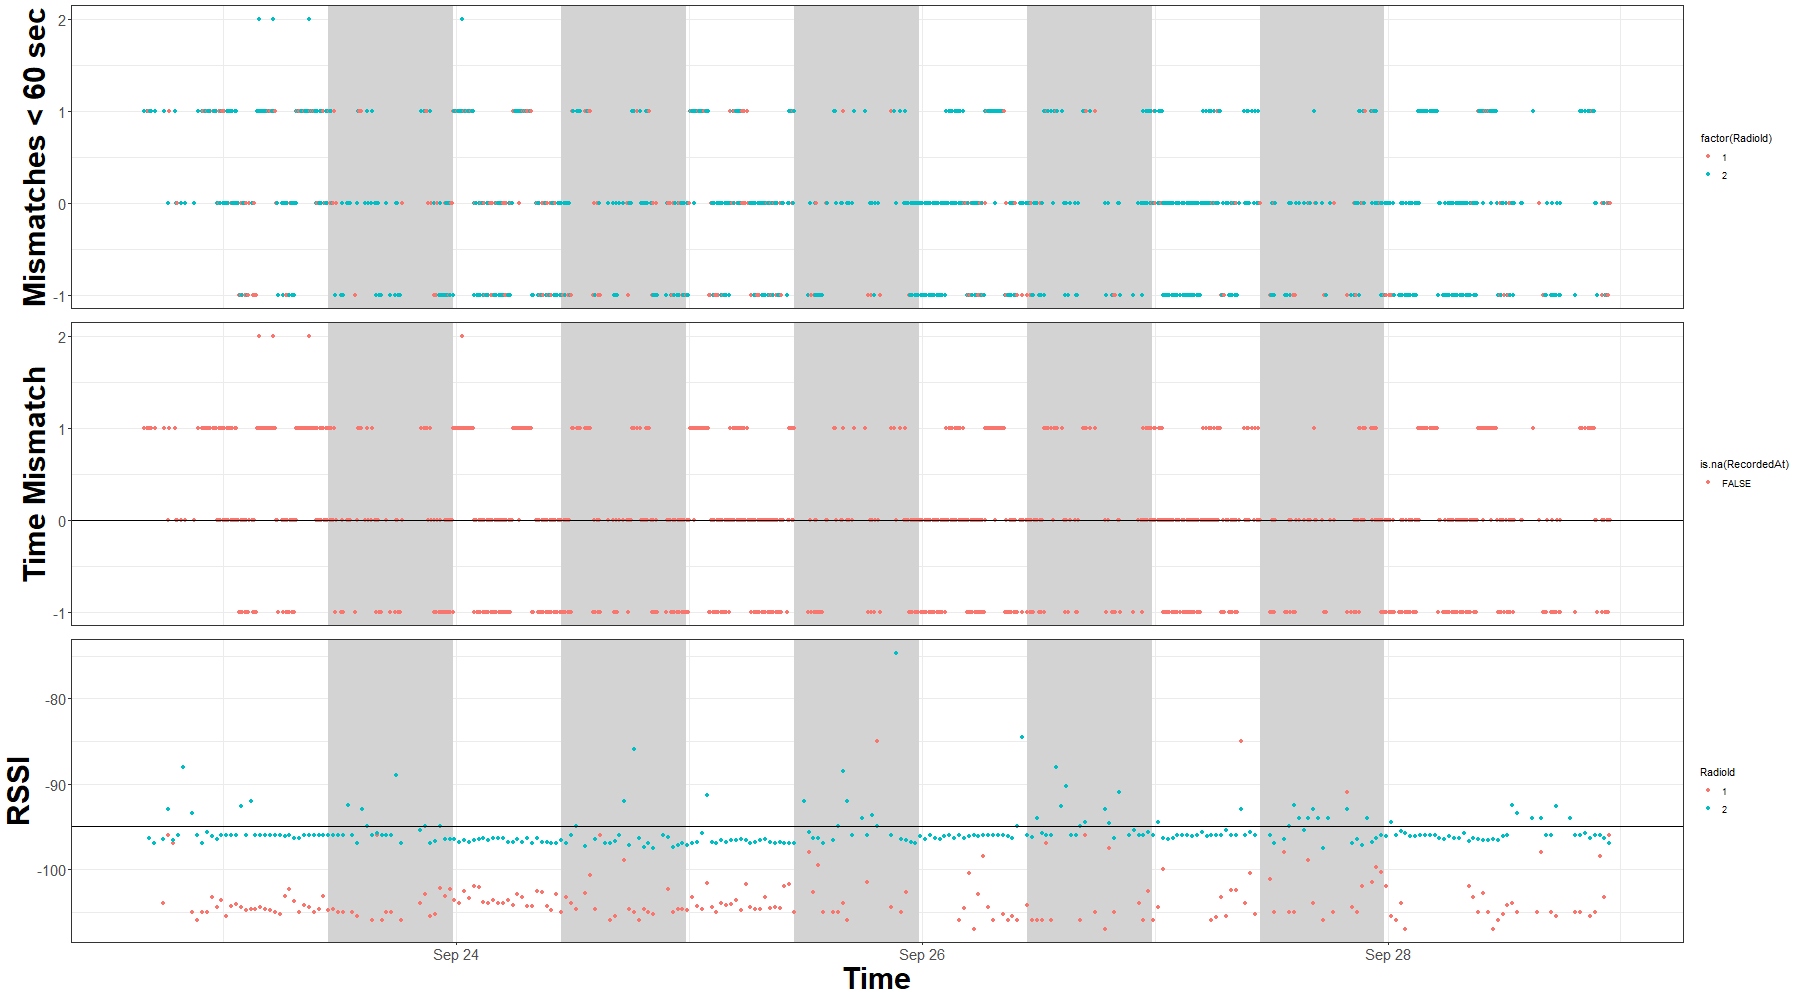 Mismatches < 60 sec
2
1
0
-1
factor(RadioId)
1
2
Time Mismatch
2
1
0
-1
is.na(RecordedAt)
FALSE
RSSI
-80
-90
-100
RadioId
1
2
Sep 24
Sep 26
Sep 28
Time